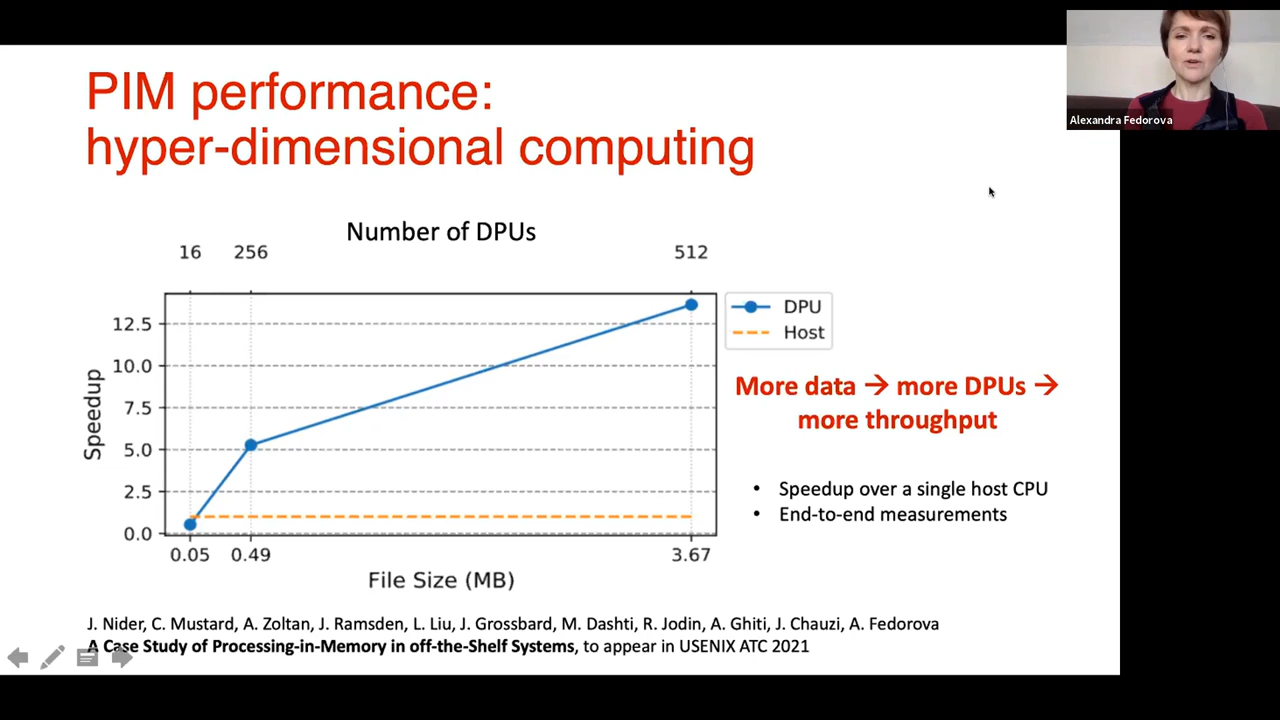 PIM performance:
hyper-dimensional computing
Alexandra Fedorova
Number of DPUs
16 256 512
DPU
Host
12.5
10.0
7.5
5.0
2.5
0.0
Speedup
0.05 0.49 3.67
File Size (MB)
More data → more DPUs →
more throughput
• Speedup over a single host CPU
• End-to-end measurements
J. Nider, C. Mustard, A. Zoltan, J. Ramsden, L. Liu, J. Grossbard, M. Dashti, R. Jodin, A. Ghiti, J. Chauzi, A. Fedorova
A Case Study of Processing-in-Memory in off-the-Shelf Systems, to appear in USENIX ATC 2021